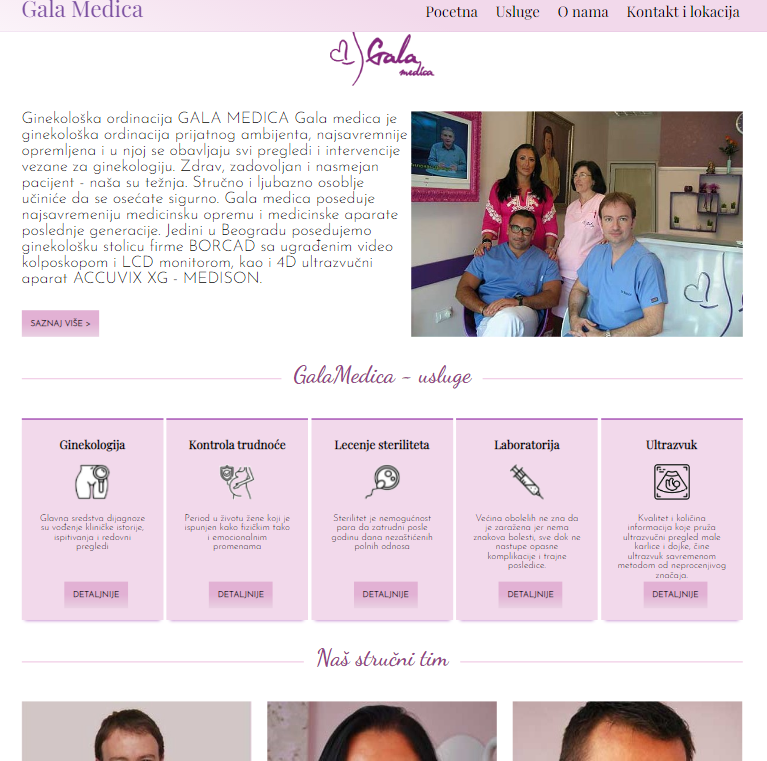 Gala Medica
Pocetna Usluge O nama Kontakt i lokacija
Gala
medica
Ginekološka ordinacija GALA MEDICA Gala medica je
ginekološka ordinacija prijatnog ambijenta, najsavremnije
opremljena i u njoj se obavljaju svi pregledi i intervencije
vezane za ginekologiju. Zdrav, zadovoljan i nasmejan
pacijent - naša su težnja. Stručno i ljubazno osoblje
učiniće da se osećate sigurno. Gala medica poseduje
najsavremeniju medicinsku opremu i medicinske aparate
poslednje generacije. Jedini u Beogradu posedujemo
ginekološku stolicu firme BORCAD sa ugrađenim video
kolposkopom i LCD monitorom, kao i 4D ultrazvučni
aparat ACCUVIX XG - MEDISON.
SAZNAJ VIŠE >
GalaMedica - usluge
Ginekologija
Glavna sredstva dijagnoze
su vođenje kliničke istorije,
ispitivanja i redovni
pregledi
DETALJNIJE
Kontrola trudnoće
Period u životu žene koji je
ispunjen kako fizičkim tako
i emocionalnim
promenama
DETALJNIJE
Lecenje steriliteta
Sterilitet je nemogućnost
para da zatrudni posle
godinu dana nezaštićenih
polnih odnosa
DETALJNIJE
Laboratorija
Većina obolelih ne zna da
je zaražena jer nema
znakova bolesti, sve dok ne
nastupe opasne
komplikacije i trajne
posledice.
DETALJNIJE
Ultrazvuk
Kvalitet i količina
informacija koje pruža
ultrazvučni pregled male
karlice i dojke, čine
ultrazvuk savremenom
metodom od neprocenjivog
značaja.
DETALJNIJE
Naš stručni tim